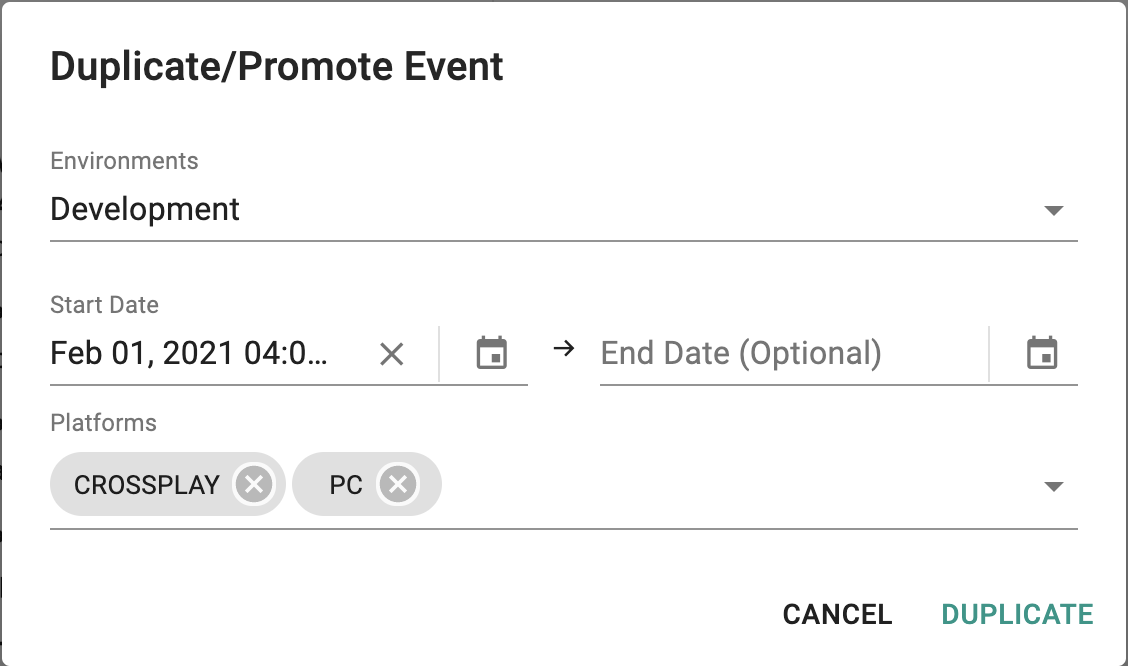 Duplicate/Promote Event
Environments
Development
Start Date
Feb 01, 2021 04:0... → End Date (Optional)
Platforms
CROSSPLAY PC
CANCEL DUPLICATE